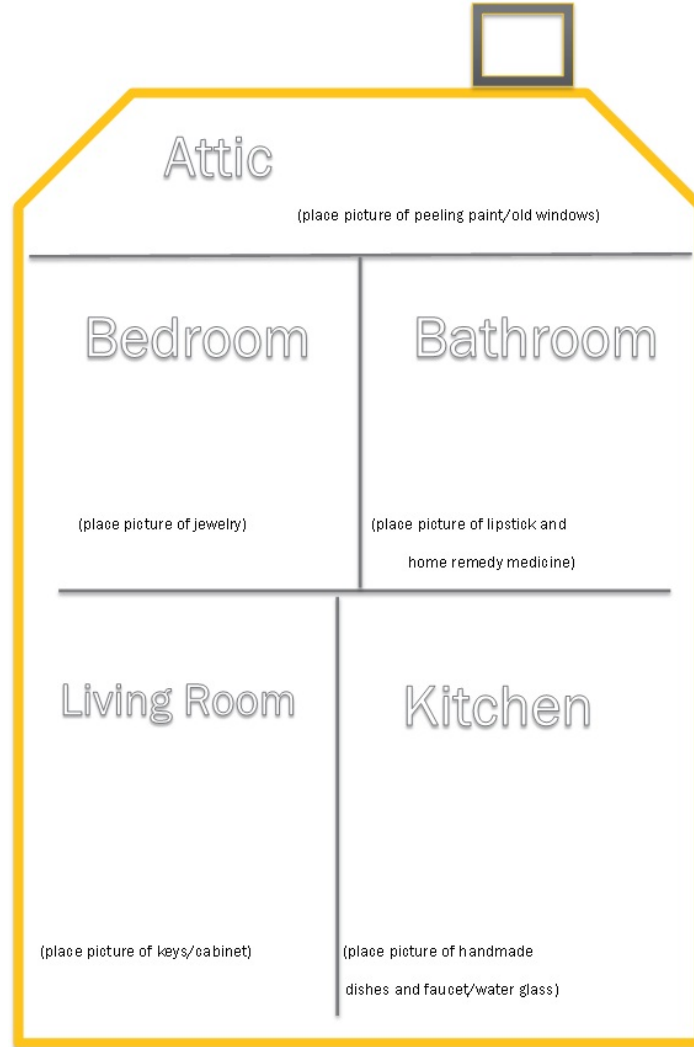 Attic
(place picture of peeling paint/old windows)
Bedroom
Bathroom
(place picture of jewelry)
(place picture of lipstick and
home remedy medicine)
Living Room
Kitchen
(place picture of keys/cabinet)
(place picture of handmade
dishes and faucet/water glass)